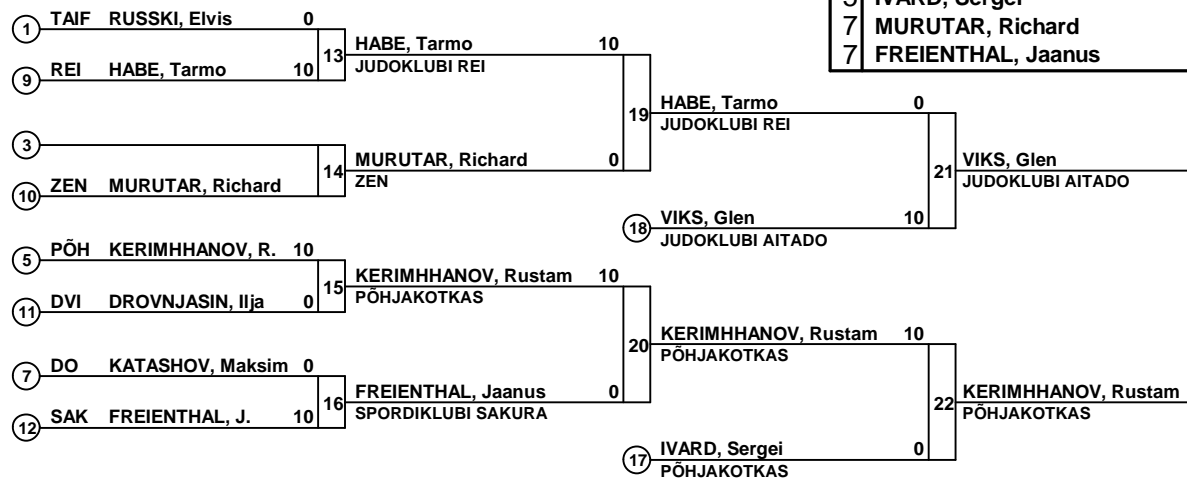 5 IVARD, Sergei
7 MURUTAR, Richard
7 FREIENTHAL, Jaanus
1 TAIF RUSSKI, Elvis 0
13 HABE, Tarmo 10
JUDOKLUBI REI
9 REI HABE, Tarmo 10
19 HABE, Tarmo 0
JUDOKLUBI REI
3
14 MURUTAR, Richard 0
ZEN
10 ZEN MURUTAR, Richard
21 VIKS, Glen
JUDOKLUBI AITADO
18 VIKS, Glen 10
JUDOKLUBI AITADO
5 PÕH KERIMHHANOV, R. 10
15 KERIMHHANOV, Rustam 10
PÕHJAKOTKAS
11 DVI DROVNJASIN, Ilja 0
20 KERIMHHANOV, Rustam 10
PÕHJAKOTKAS
7 DO KATASHOV, Maksim 0
16 FREIENTHAL, Jaanus 0
SPORDIKLUBI SAKURA
12 SAK FREIENTHAL, J. 10
22 KERIMHHANOV, Rustam
PÕHJAKOTKAS
17 IVARD, Sergei 0
PÕHJAKOTKAS